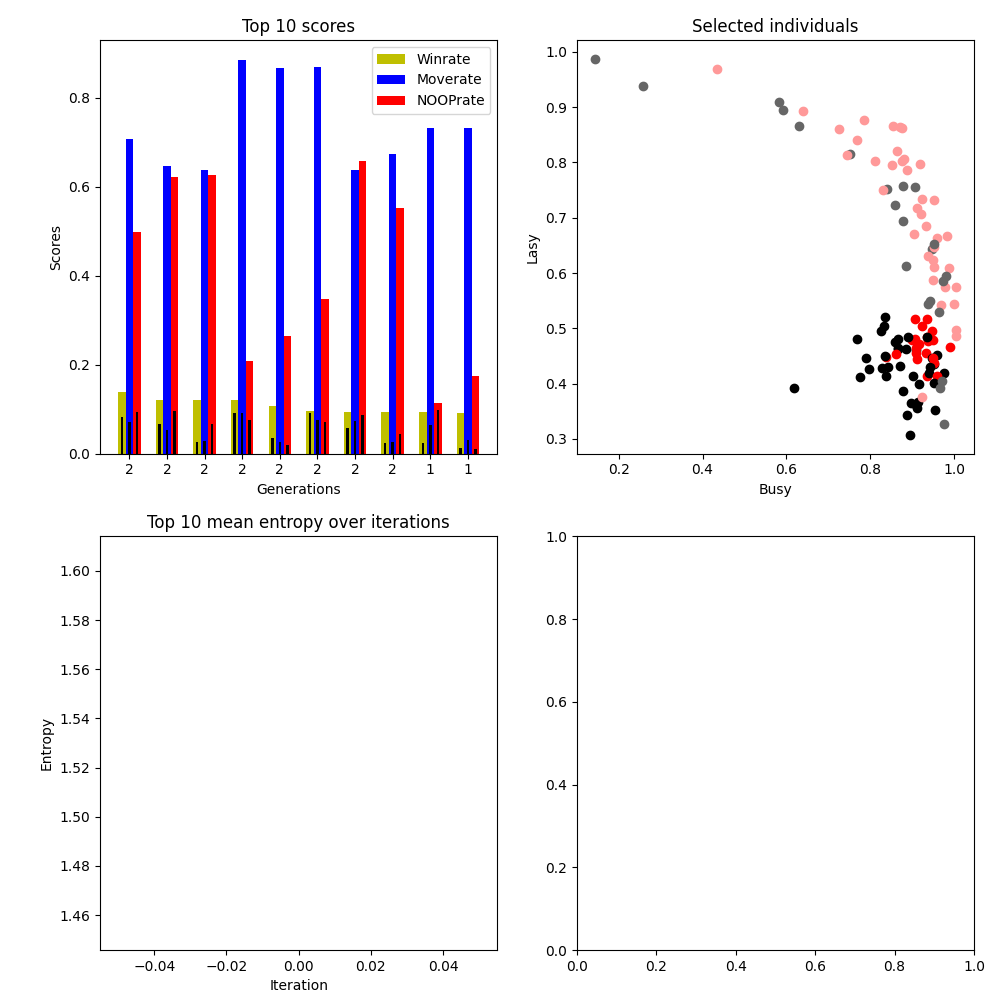 Top 10 scores
Winrate
Moverate
NOOPrate
0.8
0.6
0.4
0.2
0.0
Scores
2 2 2 2 2 2 2 2 1 1
Generations
Selected individuals
1.0
0.9
0.8
0.7
0.6
0.5
0.4
0.3
Lasy
0.2 0.4 0.6 0.8 1.0
Busy
Top 10 mean entropy over iterations
1.60
1.58
1.56
1.54
1.52
1.50
1.48
1.46
Entropy
−0.04 −0.02 0.00 0.02 0.04
Iteration
1.0
0.8
0.6
0.4
0.2
0.0
0.0 0.2 0.4 0.6 0.8 1.0